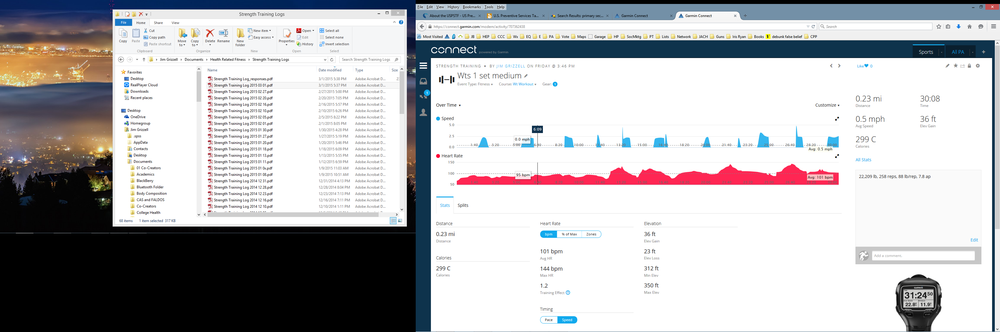 Strength Training Logs
File Home Share View
Copy
Paste
Cut
Copy path
Paste shortcut
Clipboard
Move to
Copy to
Delete
Rename
Organize
New folder
New item
Easy access
New
Properties
Open
Edit
History
Open
Select all
Select none
Invert selection
Select
Jim Grizzell Documents Health Related Fitness Strength Training Logs
Search Strength Training Logs
Favorites
Desktop
RealPlayer Cloud
Downloads
Recent places
Desktop
OneDrive
Homegroup
Jim Grizzell
.spss
AppData
Contacts
Desktop
Documents
01 Co-Creators
Academics
BlackBerry
Bluetooth Folder
Body Composition
CAS and FALDOS
Co-Creators
College Health
Name Date modified Type Size
Strength Training Log_responses.pdf 3/1/2015 5:38 PM Adobe Acrobat D...
Strength Training Log 2015 03 01.pdf 3/1/2015 5:37 PM Adobe Acrobat D...
Strength Training Log 2015 02 27.pdf 2/27/2015 5:00 PM Adobe Acrobat D...
Strength Training Log 2015 02 20.pdf 2/20/2015 7:05 PM Adobe Acrobat D...
Strength Training Log 2015 02 16.pdf 2/16/2015 5:57 PM Adobe Acrobat D...
Strength Training Log 2015 02 10.pdf 2/10/2015 6:26 PM Adobe Acrobat D...
Strength Training Log 2015 02 05.pdf 2/5/2015 8:22 PM Adobe Acrobat D...
Strength Training Log 2015 02 01.pdf 2/1/2015 8:05 PM Adobe Acrobat D...
Strength Training Log 2015 01 30.pdf 1/30/2015 4:28 PM Adobe Acrobat D...
Strength Training Log 2015 01 27.pdf 1/27/2015 5:19 PM Adobe Acrobat D...
Strength Training Log 2015 01 20.pdf 1/20/2015 5:46 PM Adobe Acrobat D...
Strength Training Log 2015 01 18.pdf 1/18/2015 6:09 PM Adobe Acrobat D...
Strength Training Log 2015 01 13.pdf 1/13/2015 5:55 PM Adobe Acrobat D...
Strength Training Log 2015 01 11.pdf 1/12/2015 6:59 PM Adobe Acrobat D...
Strength Training Log 2015 01 0x.pdf 1/9/2015 11:03 AM Adobe Acrobat D...
Strength Training Log 2015 01 08.pdf 1/9/2015 10:51 AM Adobe Acrobat D...
Strength Training Log 2014 12 31.pdf 12/31/2014 4:13 PM Adobe Acrobat D...
Strength Training Log 2014 12 28.pdf 12/28/2014 8:04 PM Adobe Acrobat D...
Strength Training Log 2014 12 23.pdf 12/23/2014 7:13 PM Adobe Acrobat D...
Strength Training Log 2014 12 16.pdf 12/16/2014 7:11 PM Adobe Acrobat D...
Strength Training Log 2014 12 10.pdf 12/10/2014 1:11 PM Adobe Acrobat D...
68 items 1 item selected 317 KB
File Edit View History Bookmarks Tools Help
About the USPSTF - US Pre... U.S. Preventive Services Ta... Search Results: primary sec... Garmin Connect Garmin Connect
https://connect.garmin.com/modern/activity/707362438
Search
Most Visited JB HEP CCC Wx EQ E PA Vote Maps Garage HP SocMktg PT Lists Network JACH Guns Iris Ryan Books debunk false belief CPP
connect powered by Garmin
Sports All PA
STRENGTH TRAINING BY JIM GRIZZELL ON FRIDAY @ 3:46 PM
Like 0
Wts 1 set medium
Event Type: Fitness Course: Wt Workout Gear: 1
1
Over Time
Customize
Speed
5.0
2.5
0.0
6:09
0.0 mph
1:40 3:20 5:00 6:40 8:20 10:00 11:40 13:20 15:00 16:40 18:20 20:00 21:40 23:20 25:00 26:40 28:20 30:00
Avg: 0.5 mph
Heart Rate
150
100
50
95 bpm
Avg: 101 bpm
0.23 mi
Distance
30:08
Time
0.5 mph
Avg Speed
36 ft
Elev Gain
299 C
Calories
All Stats
22,209 lb, 258 reps, 88 lb/rep, 7.8 ap
Edit
Add a comment.
Stats Splits
Distance
0.23 mi
Distance
Calories
299 C
Calories
Heart Rate
bpm % of Max Zones
101 bpm
Avg HR
144 bpm
Max HR
1.2
Training Effect
Timing
Pace Speed
Elevation
36 ft
Elev Gain
23 ft
Elev Loss
312 ft
Min Elev
350 ft
Max Elev
GARMIN
31:24 50
22.8 11.9